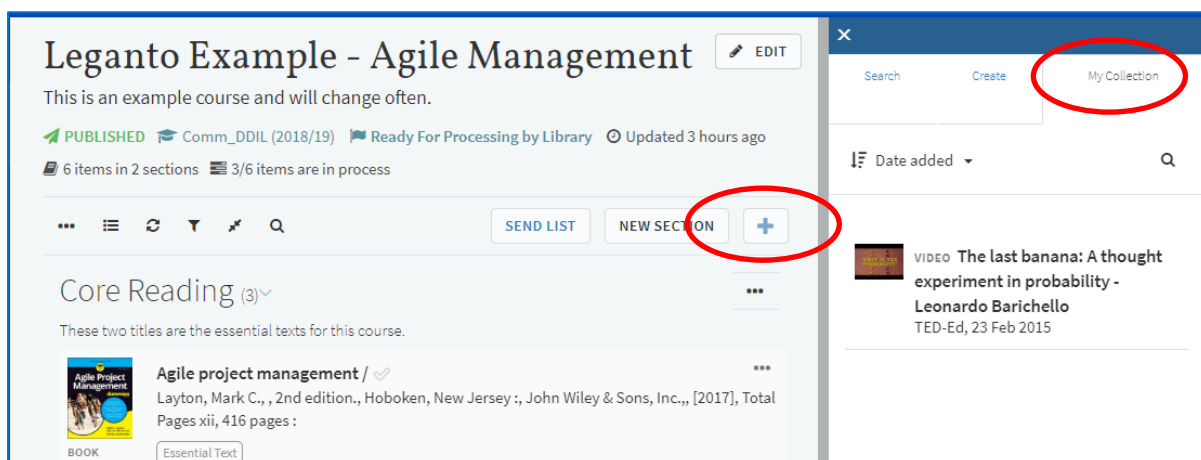 Leganto Example - Agile Management
EDIT
This is an example course and will change often.
PUBLISHED Comm_DDIL (2018/19) Ready For Processing by Library Updated 3 hours ago
6 items in 2 sections 3/6 items are in process
SEND LIST NEW SECTION
Core Reading (3)
These two titles are the essential texts for this course.
Agile Project
Management
dummies
BOOK
Agile project management /
Layton, Mark C., , 2nd edition., Hoboken, New Jersey :, John Wiley & Sons, Inc.,, [2017], Total
Pages xii, 416 pages :
Essential Text
Search Create My Collection
Date added
VIDEO The last banana: A thought
experiment in probability -
Leonardo Barichello
TED-Ed, 23 Feb 2015